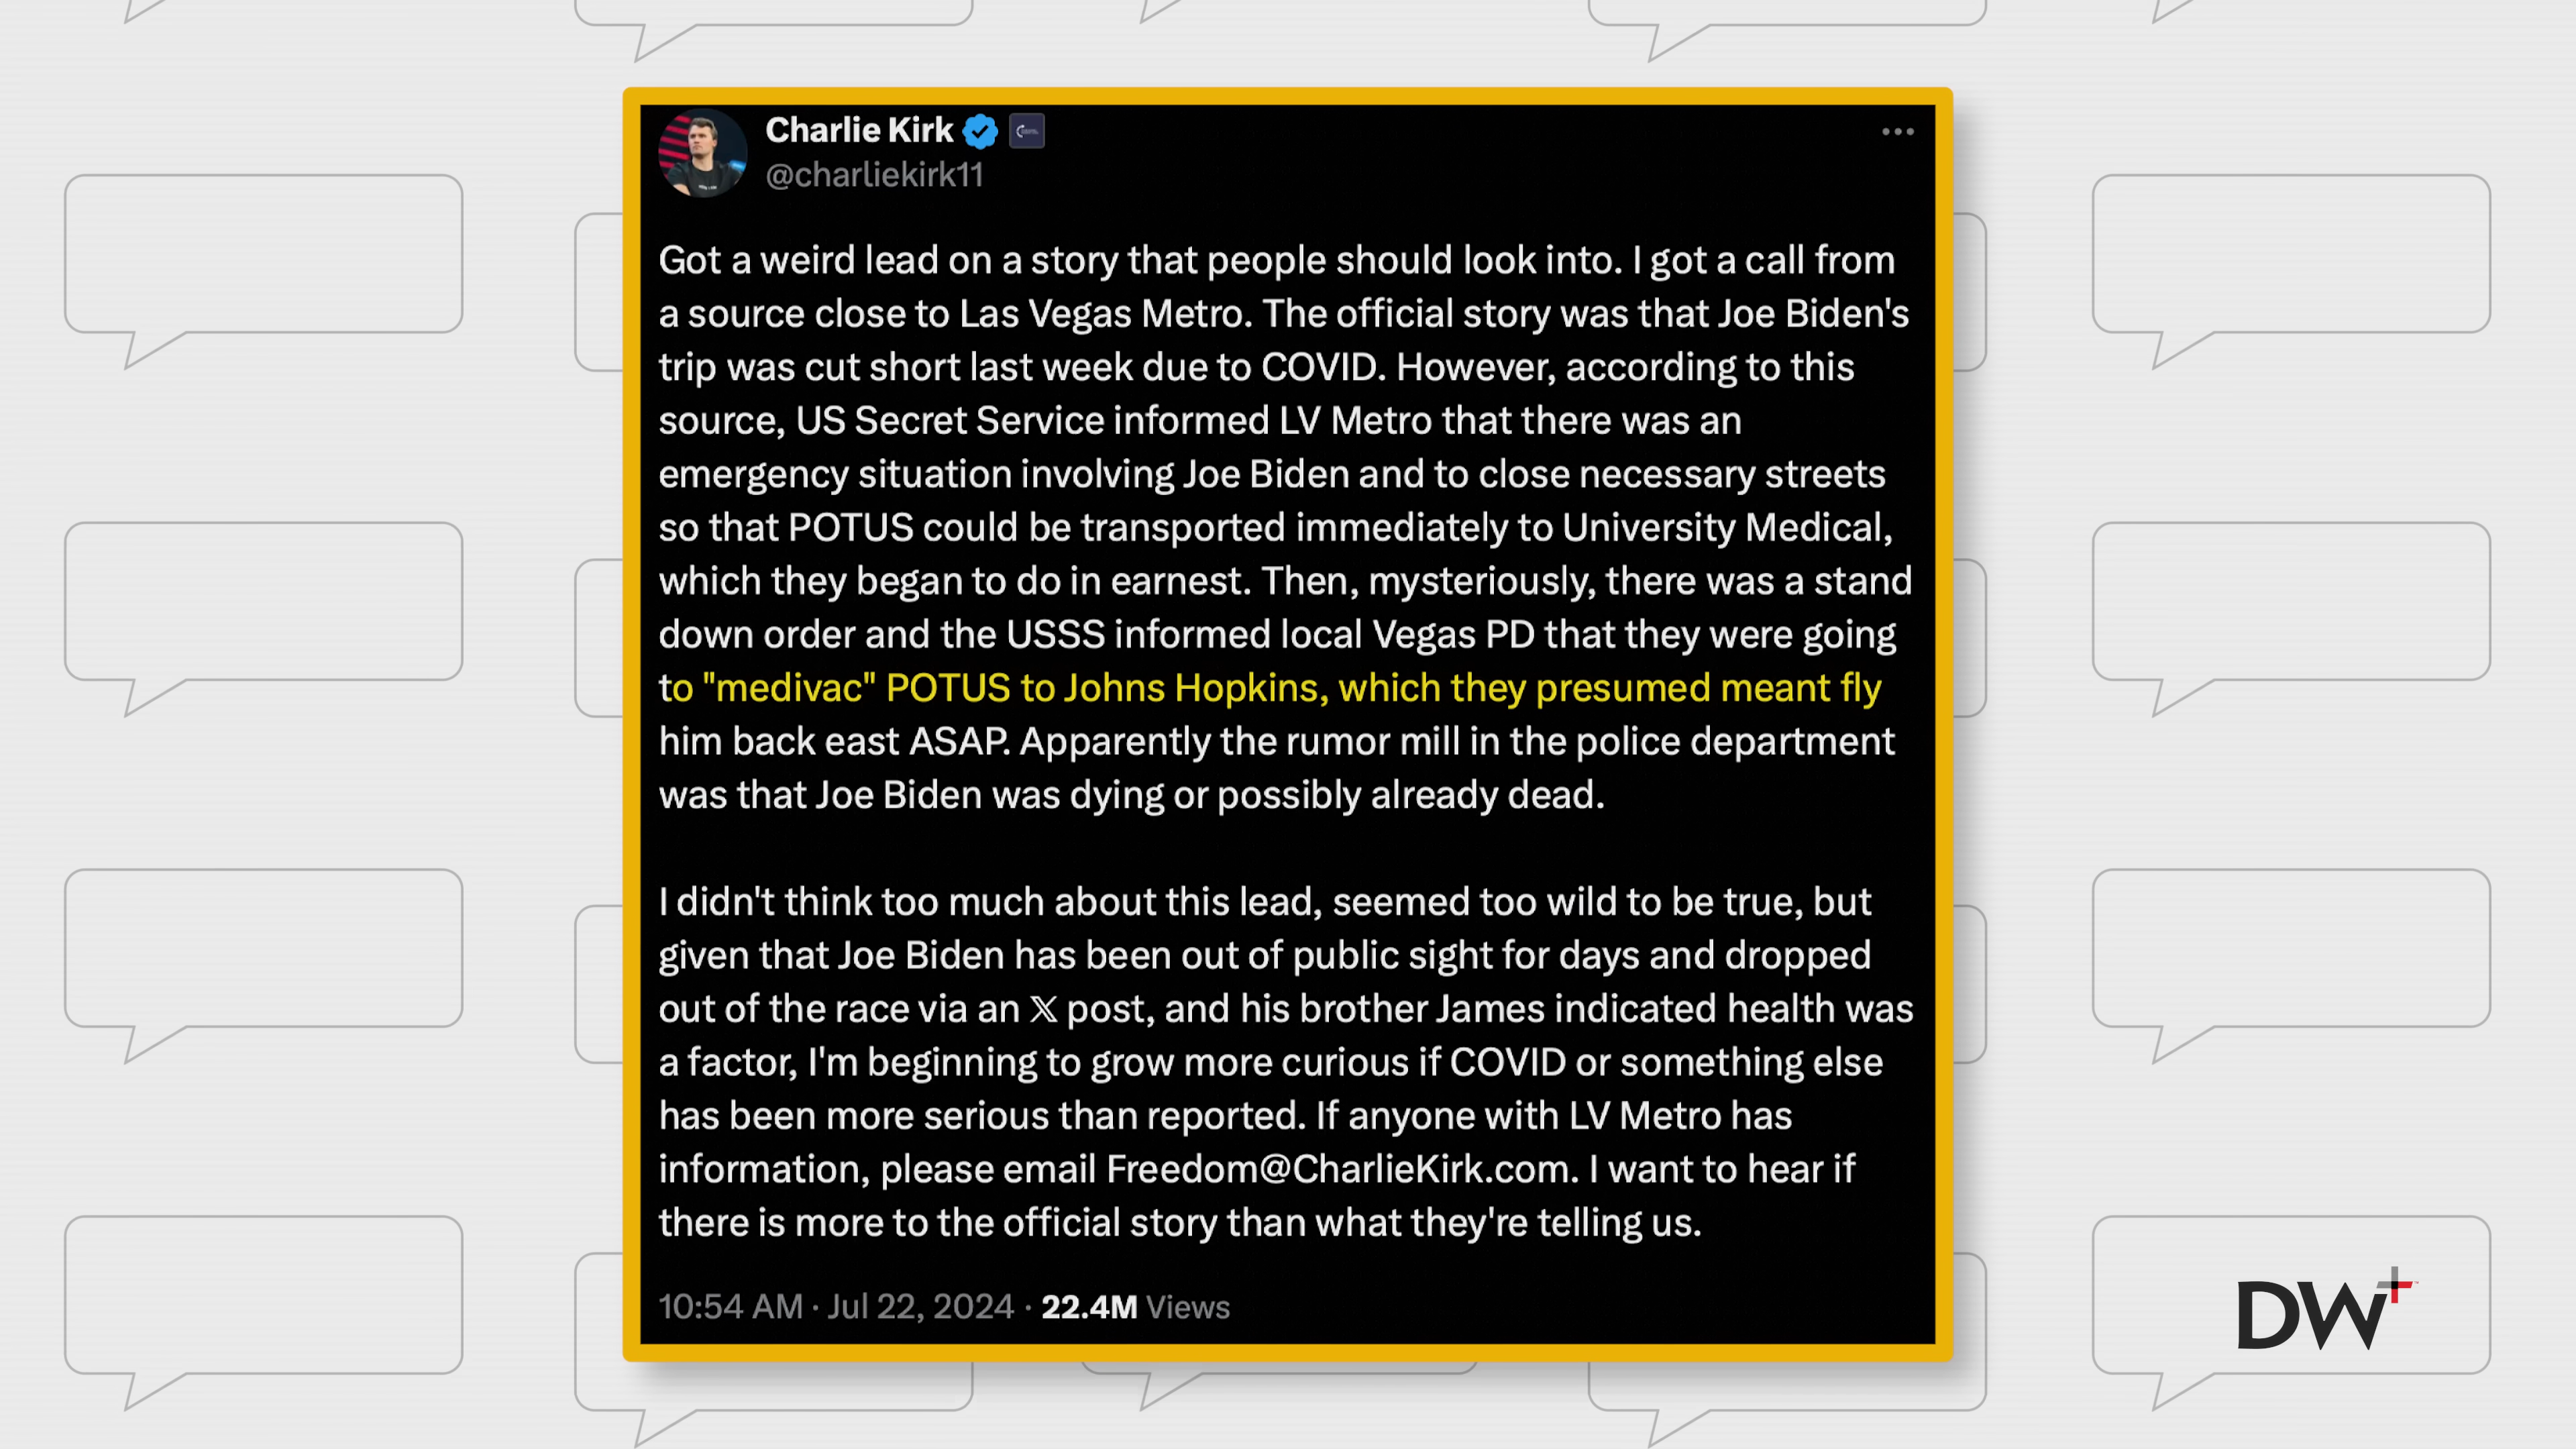 Charlie Kirk
@charliekirk11
Got a weird lead on a story that people should look into. I got a call from
a source close to Las Vegas Metro. The official story was that Joe Biden's
trip was cut short last week due to COVID. However, according to this
source, US Secret Service informed LV Metro that there was an
emergency situation involving Joe Biden and to close necessary streets
so that POTUS could be transported immediately to University Medical,
which they began to do in earnest. Then, mysteriously, there was a stand
down order and the USSS informed local Vegas PD that they were going
to "medivac" POTUS to Johns Hopkins, which they presumed meant fly
him back east ASAP. Apparently the rumor mill in the police department
was that Joe Biden was dying or possibly already dead.
I didn't think too much about this lead, seemed too wild to be true, but
given that Joe Biden has been out of public sight for days and dropped
out of the race via an 𝕏 post, and his brother James indicated health was
a factor, I'm beginning to grow more curious if COVID or something else
has been more serious than reported. If anyone with LV Metro has
information, please email Freedom@CharlieKirk.com. I want to hear if
there is more to the official story than what they're telling us.
10:54 AM · Jul 22, 2024 · 22.4M Views
DW+